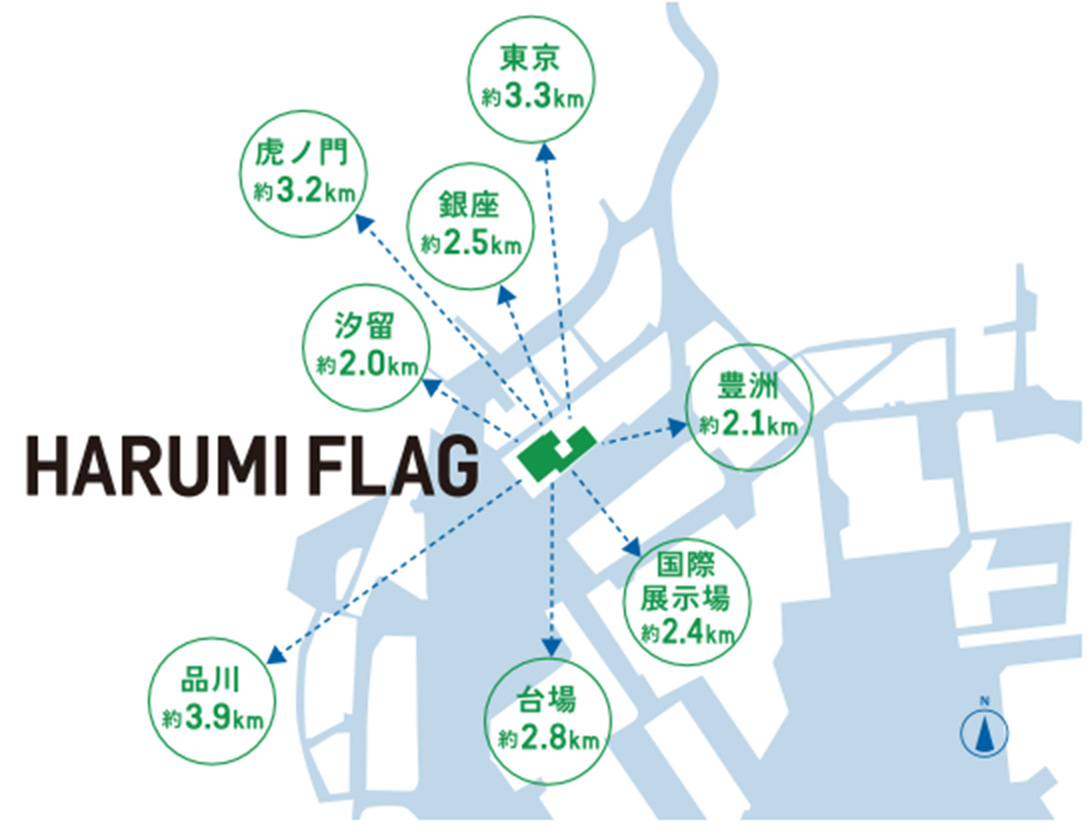 東京
約3.3km
虎ノ門
約3.2km
銀座
約2.5km
汐留
約2.0km
豊洲
約2.1km
HARUMI FLAG
国際
展示場
約2.4km
品川
約3.9km
台場
約2.8km
N